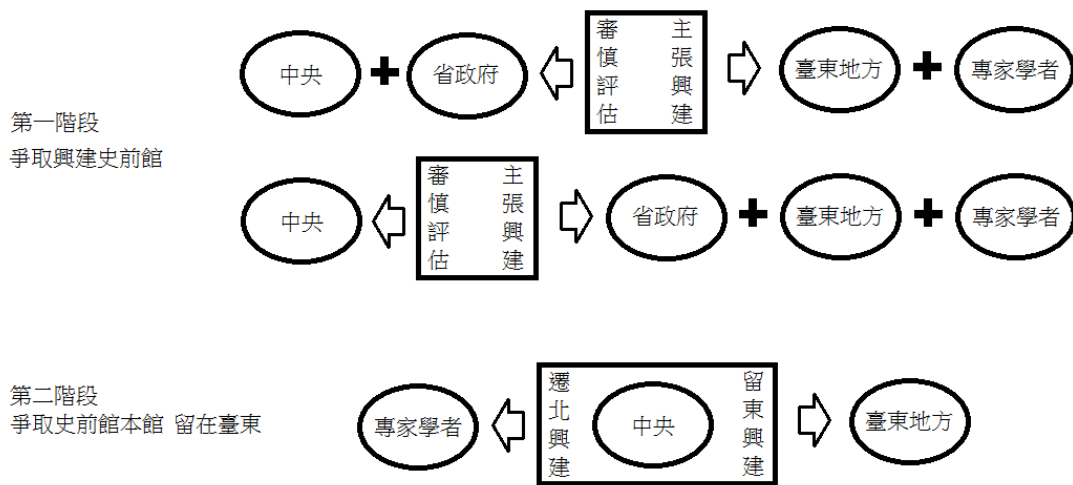 中央
省政府
審慎評估
主張興建
臺東地方
專家學者
第一階段
爭取興建史前館
中央
審慎評估
主張興建
省政府
臺東地方
專家學者
第二階段
爭取史前館本館 留在臺東
專家學者
遷北興建
中央
留東興建
臺東地方